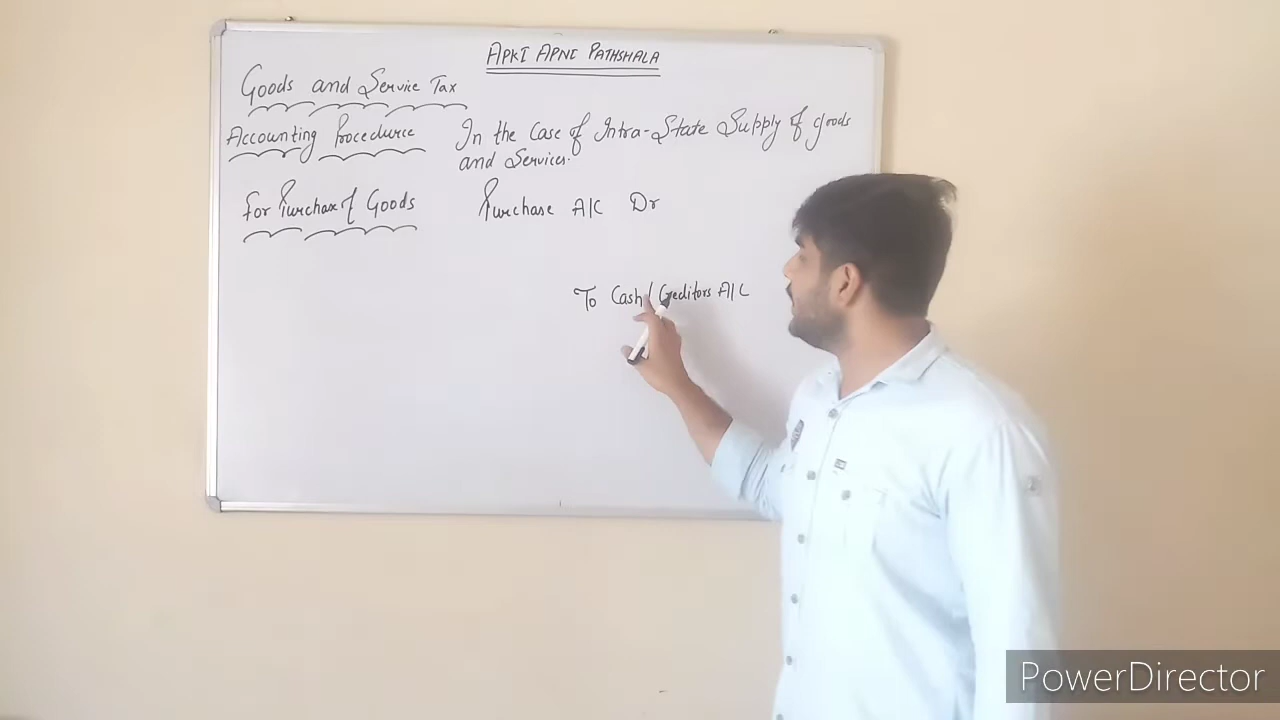 APKI APNI PATHSHALA
Goods and Service Tax
Accounting Procedure In the Case of Intra-State Supply of goods
and Services.
For Purchase of Goods Purchase A/C Dr
To Cash/Creditors A/C
PowerDirector